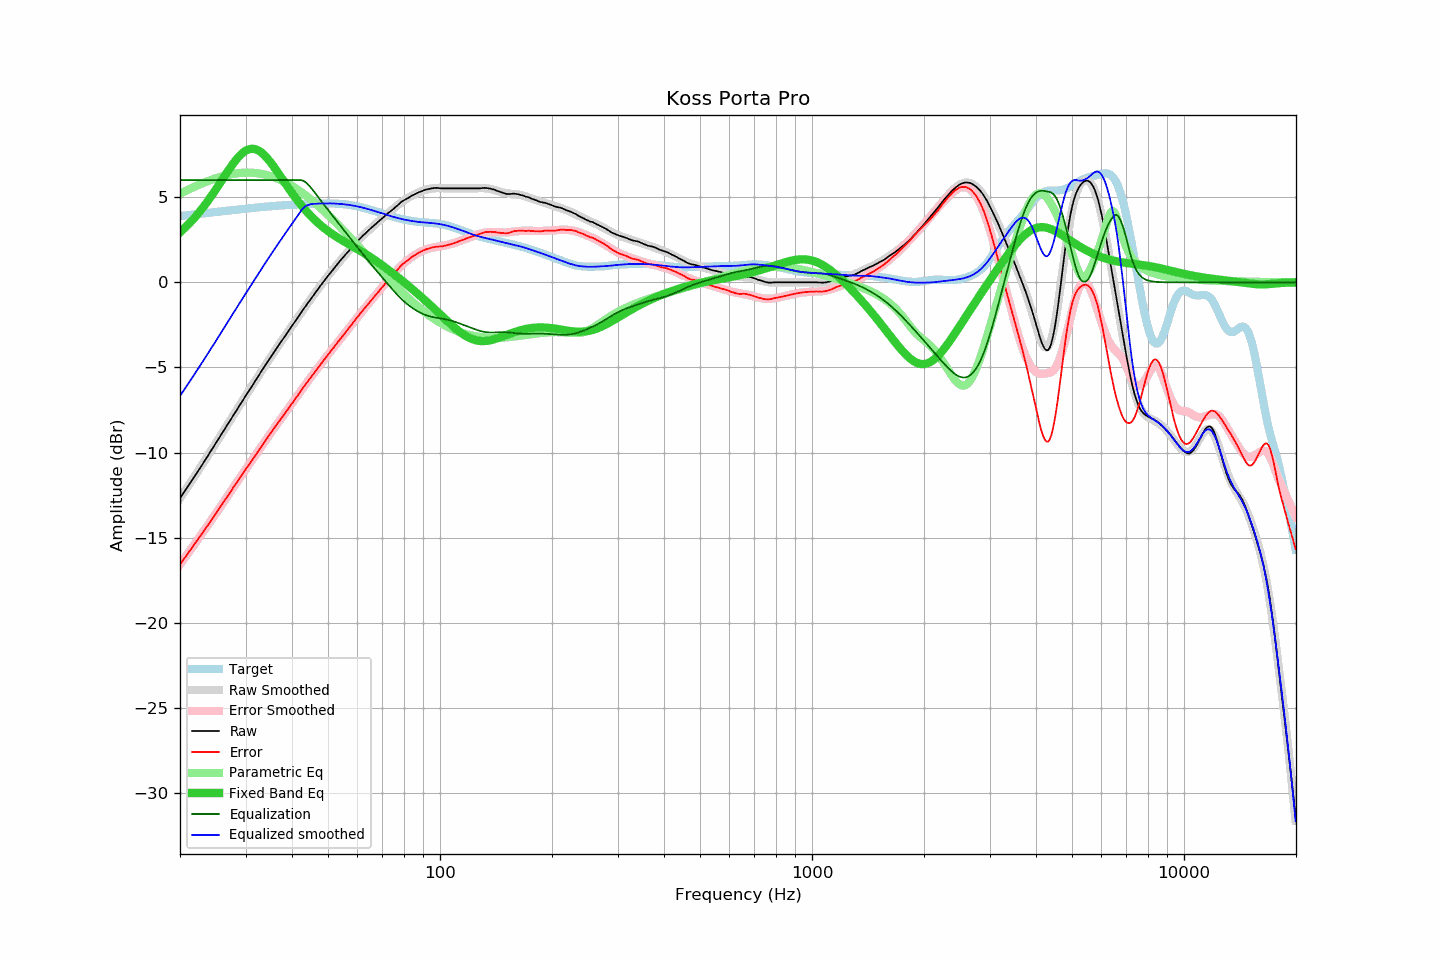 Koss Porta Pro
Amplitude (dBr)
5
0
−5
−10
−15
−20
−25
−30
Target
Raw Smoothed
Error Smoothed
Raw
Error
Parametric Eq
Fixed Band Eq
Equalization
Equalized smoothed
100
1000
10000
Frequency (Hz)